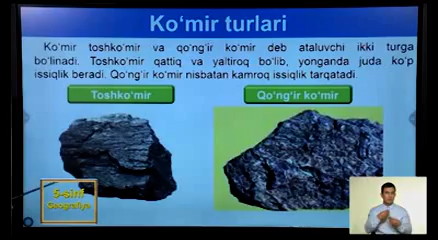 Ko‘mir turlari
Ko‘mir toshko‘mir va qo‘ng‘ir ko‘mir deb ataluvchi ikki turga
bo‘linadi. Toshko‘mir qattiq va yaltiroq bo‘lib, yonganda juda ko‘p
issiqlik beradi. Qo‘ng‘ir ko‘mir nisbatan kamroq issiqlik tarqatadi
Toshko‘mir
Qo‘ng‘ir ko‘mir
5-sinf
Geografiya